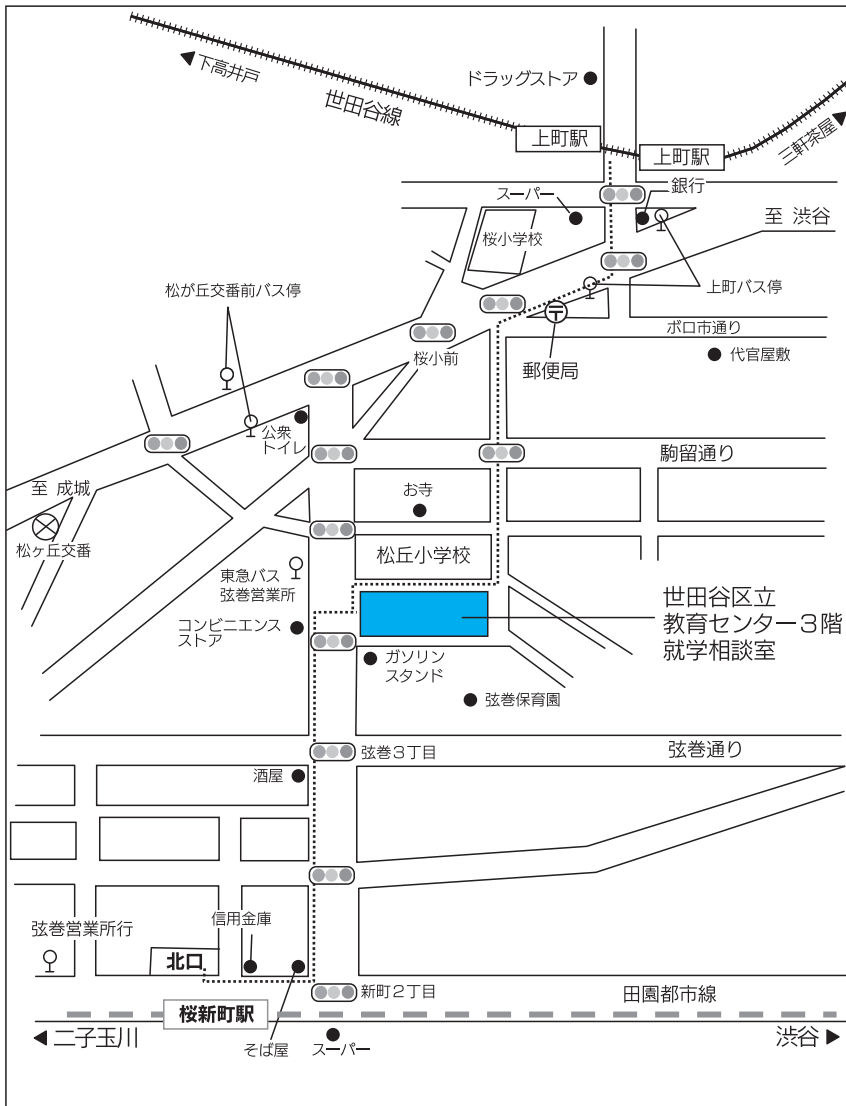 下高井戸
世田谷線
ドラッグストア
上町駅
上町駅
三軒茶屋
スーパー
銀行
至 渋谷
桜小学校
松が丘交番前バス停
上町バス停
ボロ市通り
桜小前
郵便局
代官屋敷
公衆
トイレ
駒留通り
至 成城
お寺
松ヶ丘交番
松丘小学校
東急バス
弦巻営業所
世田谷区立
教育センター3階
就学相談室
コンビニエンス
ストア
ガソリン
スタンド
弦巻保育園
弦巻3丁目
弦巻通り
酒屋
信用金庫
弦巻営業所行
北口
新町2丁目
田園都市線
桜新町駅
二子玉川
そば屋
スーパー
渋谷